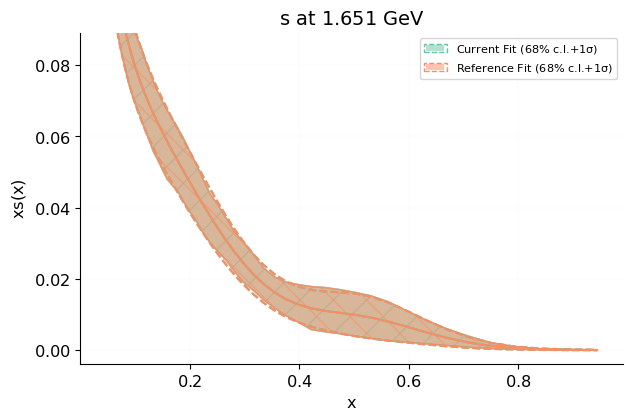 s at 1.651 GeV
Current Fit (68% c.l.+1σ)
Reference Fit (68% c.l.+1σ)
xs(x)
0.08
0.06
0.04
0.02
0.00
0.2 0.4 0.6 0.8
x